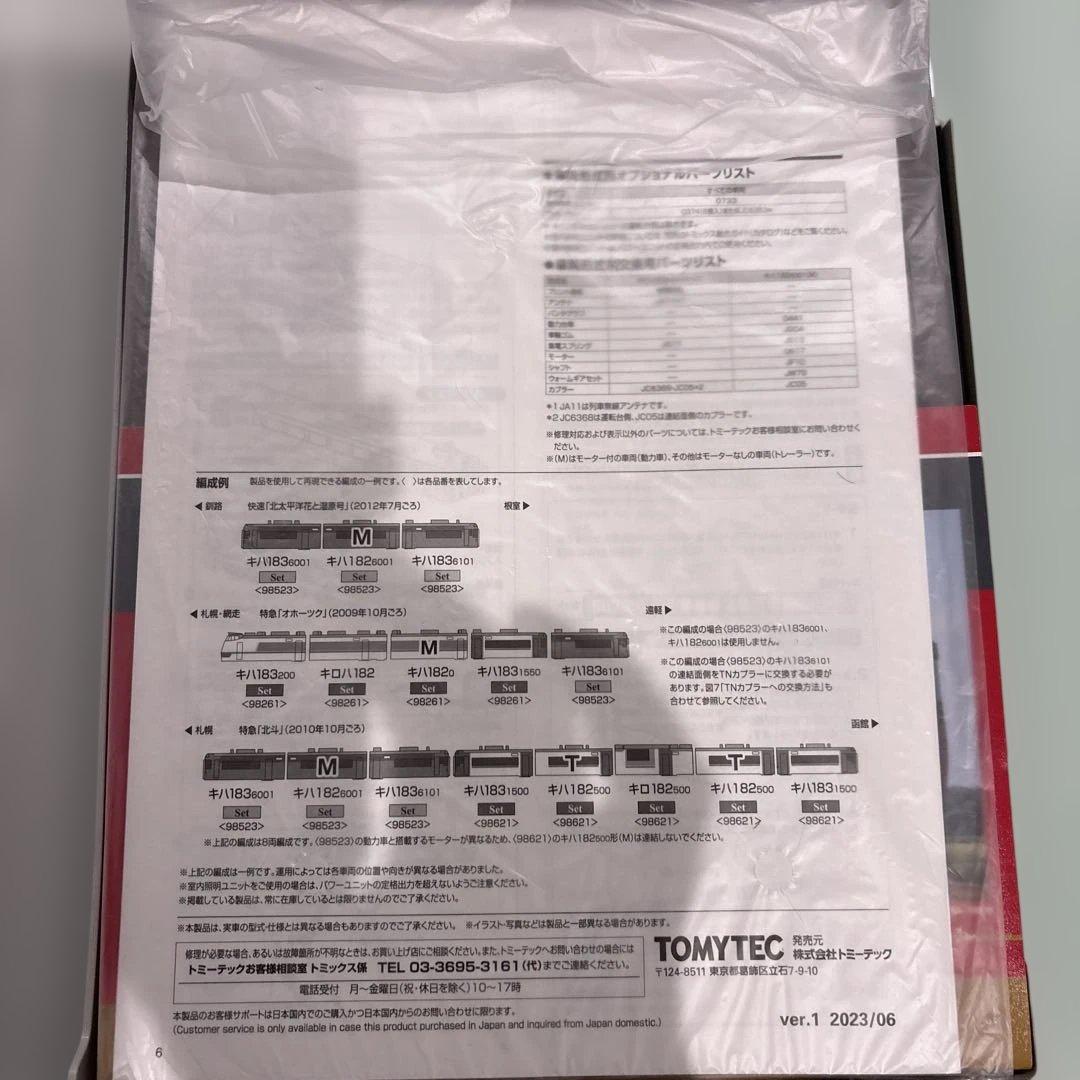 オプショナルパーツリスト
すべての車両
0733
パーツリスト
アンテナ
パンタグラフ
動力台車
車輪ゴム
集電スプリング
モーター
シャフト
ウォームギアセット
カプラー JC6368・JC05*2 JC05
*1 JA11は列車無線アンテナです。
*2 JC6368は運転台側、JC05は連結面側のカプラーです。
※修理対応および表示以外のパーツについては、トミーテックお客様相談室にお問い合わせく
ださい。
※(M)はモーター付の車両(動力車)、その他はモーターなしの車両(トレーラー)です。
編成例 製品を使用して再現できる編成の一例です。〈 〉は各品番を表してします。
◀釧路 快速「北太平洋花と湿原号」(2012年7月ごろ) 根室▶
M
キハ1836001 キハ1826001 キハ1836101
Set Set Set
<98523> <98523> <98523>
◀札幌・網走 特急「オホーツク」(2009年10月ごろ) 遠軽▶
M
キハ183200 キロハ182 キハ1820 キハ1831550 キハ1836101
Set Set Set Set Set
<98261> <98261> <98261> <98261> <98523>
※この編成の場合〈98523〉のキハ1836001、
キハ1826001は使用しません。
※この編成の場合〈98523〉のキハ1836101
の連結面側をTNカプラーに交換する必要が
あります。図7「TNカプラーへの交換方法」も
合わせて参照してください。
◀札幌 特急「北斗」(2010年10月ごろ) 函館▶
M T T
キハ1836001 キハ1826001 キハ1836101 キハ1831500 キハ182500 キロ182500 キハ182500 キハ1831500
Set Set Set Set Set Set Set Set
<98523> <98523> <98523> <98621> <98621> <98621> <98621> <98621>
※上記の編成は8両編成です。〈98523〉の動力車と搭載するモーターが異なるため、〈98621〉のキハ182500形(M)は連結しないでください。
※上記の編成は一例です。運用によっては各車両の位置や向きが異なる場合がありました。
※室内照明ユニットをご使用の場合は、パワーユニットの定格出力を超えないようご注意ください。
※掲載している製品は、常に在庫しているとは限りませんのでご了承ください。
※本製品は、実車の型式・仕様とは異なる場合もありますのでご了承ください。 ※イラスト・写真などは製品と一部異なる場合があります。
修理が必要な場合、あるいは故障箇所が不明なときは、お買い上げ店にご相談ください。また、トミーテックへお問い合わせの場合には
トミーテックお客様相談室 トミックス係 TEL 03-3695-3161(代)までご連絡ください。
電話受付 月〜金曜日(祝・休日を除く)10〜17時
TOMYTEC 発売元 株式会社トミーテック
〒124-8511 東京都葛飾区立石7-9-10
本製品のお客様サポートは日本国内でのご購入かつ日本国内からのお問い合わせに限ります。
(Customer service is only available in case this product purchased in Japan and inquired from Japan domestic.)
ver.1 2023/06
6